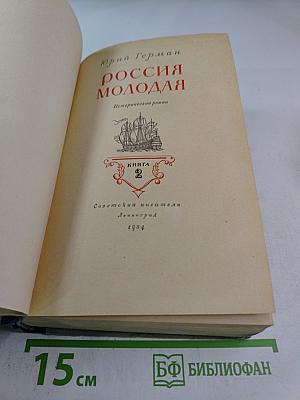 Юрий Герман
РОССИЯ
МОЛОДАЯ
Исторический роман
КНИГА
2
Советский писатель
Ленинград
1954
15 см
БФ БИБЛИОФАН